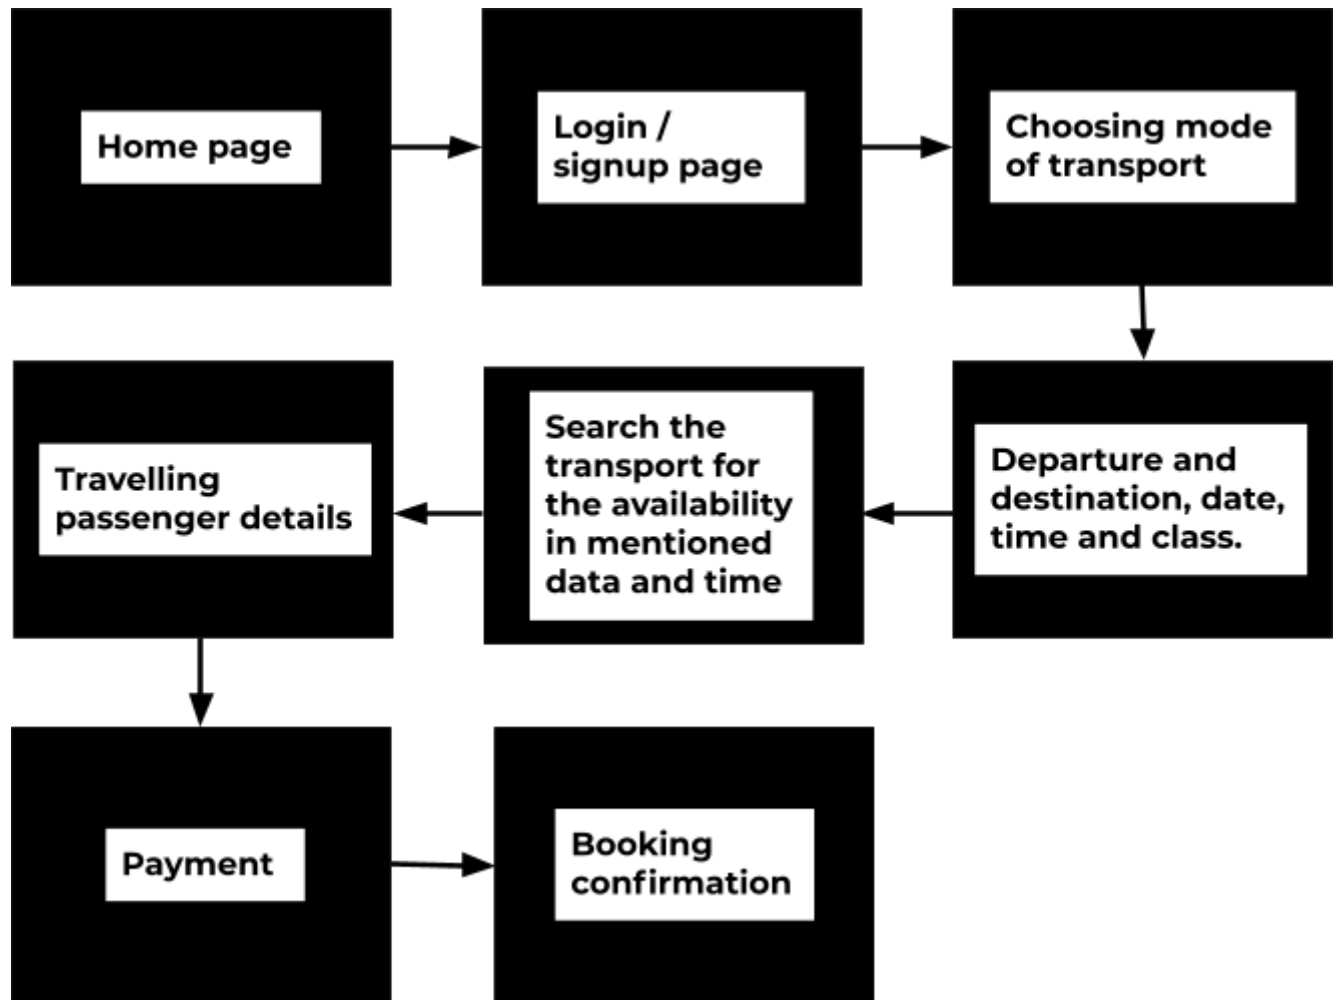 Home page
Login /
signup page
Choosing mode
of transport
Departure and
destination, date,
time and class.
Search the
transport for
the availability
in mentioned
data and time
Travelling
passenger details
Payment
Booking
confirmation